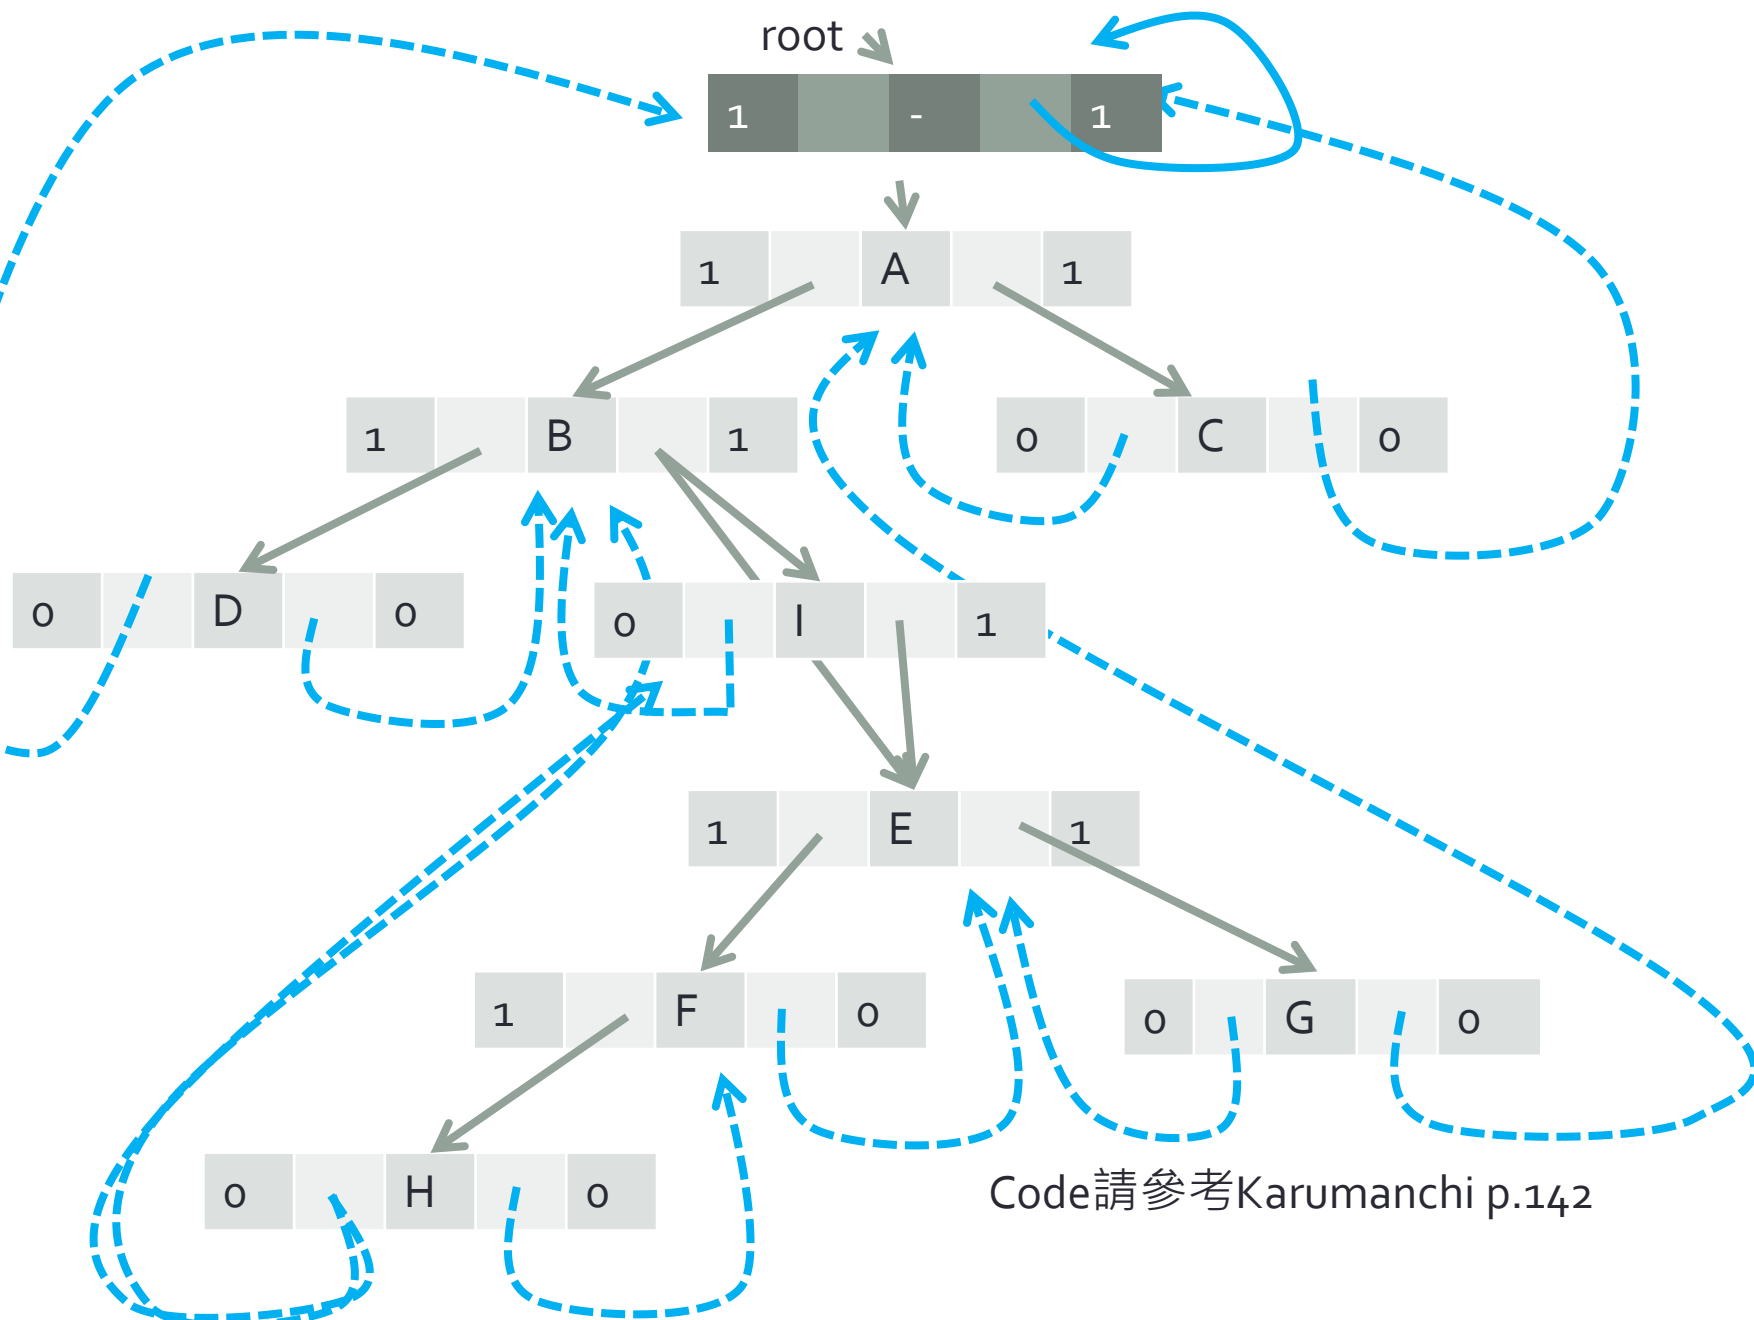 root
1 - 1
1 A 1
1 B 1
0 C 0
0 D 0
0 I 1
1 E 1
1 F 0
0 G 0
0 H 0
Code請參考Karumanchi p.142